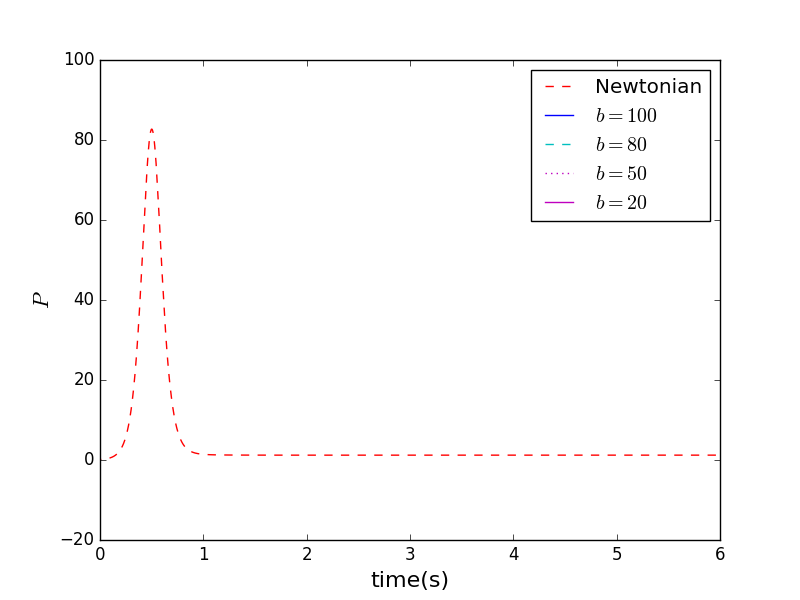 100
80
60
40
20
0
−20
P
0 1 2 3 4 5 6
time(s)
Newtonian
b = 100
b = 80
b = 50
b = 20